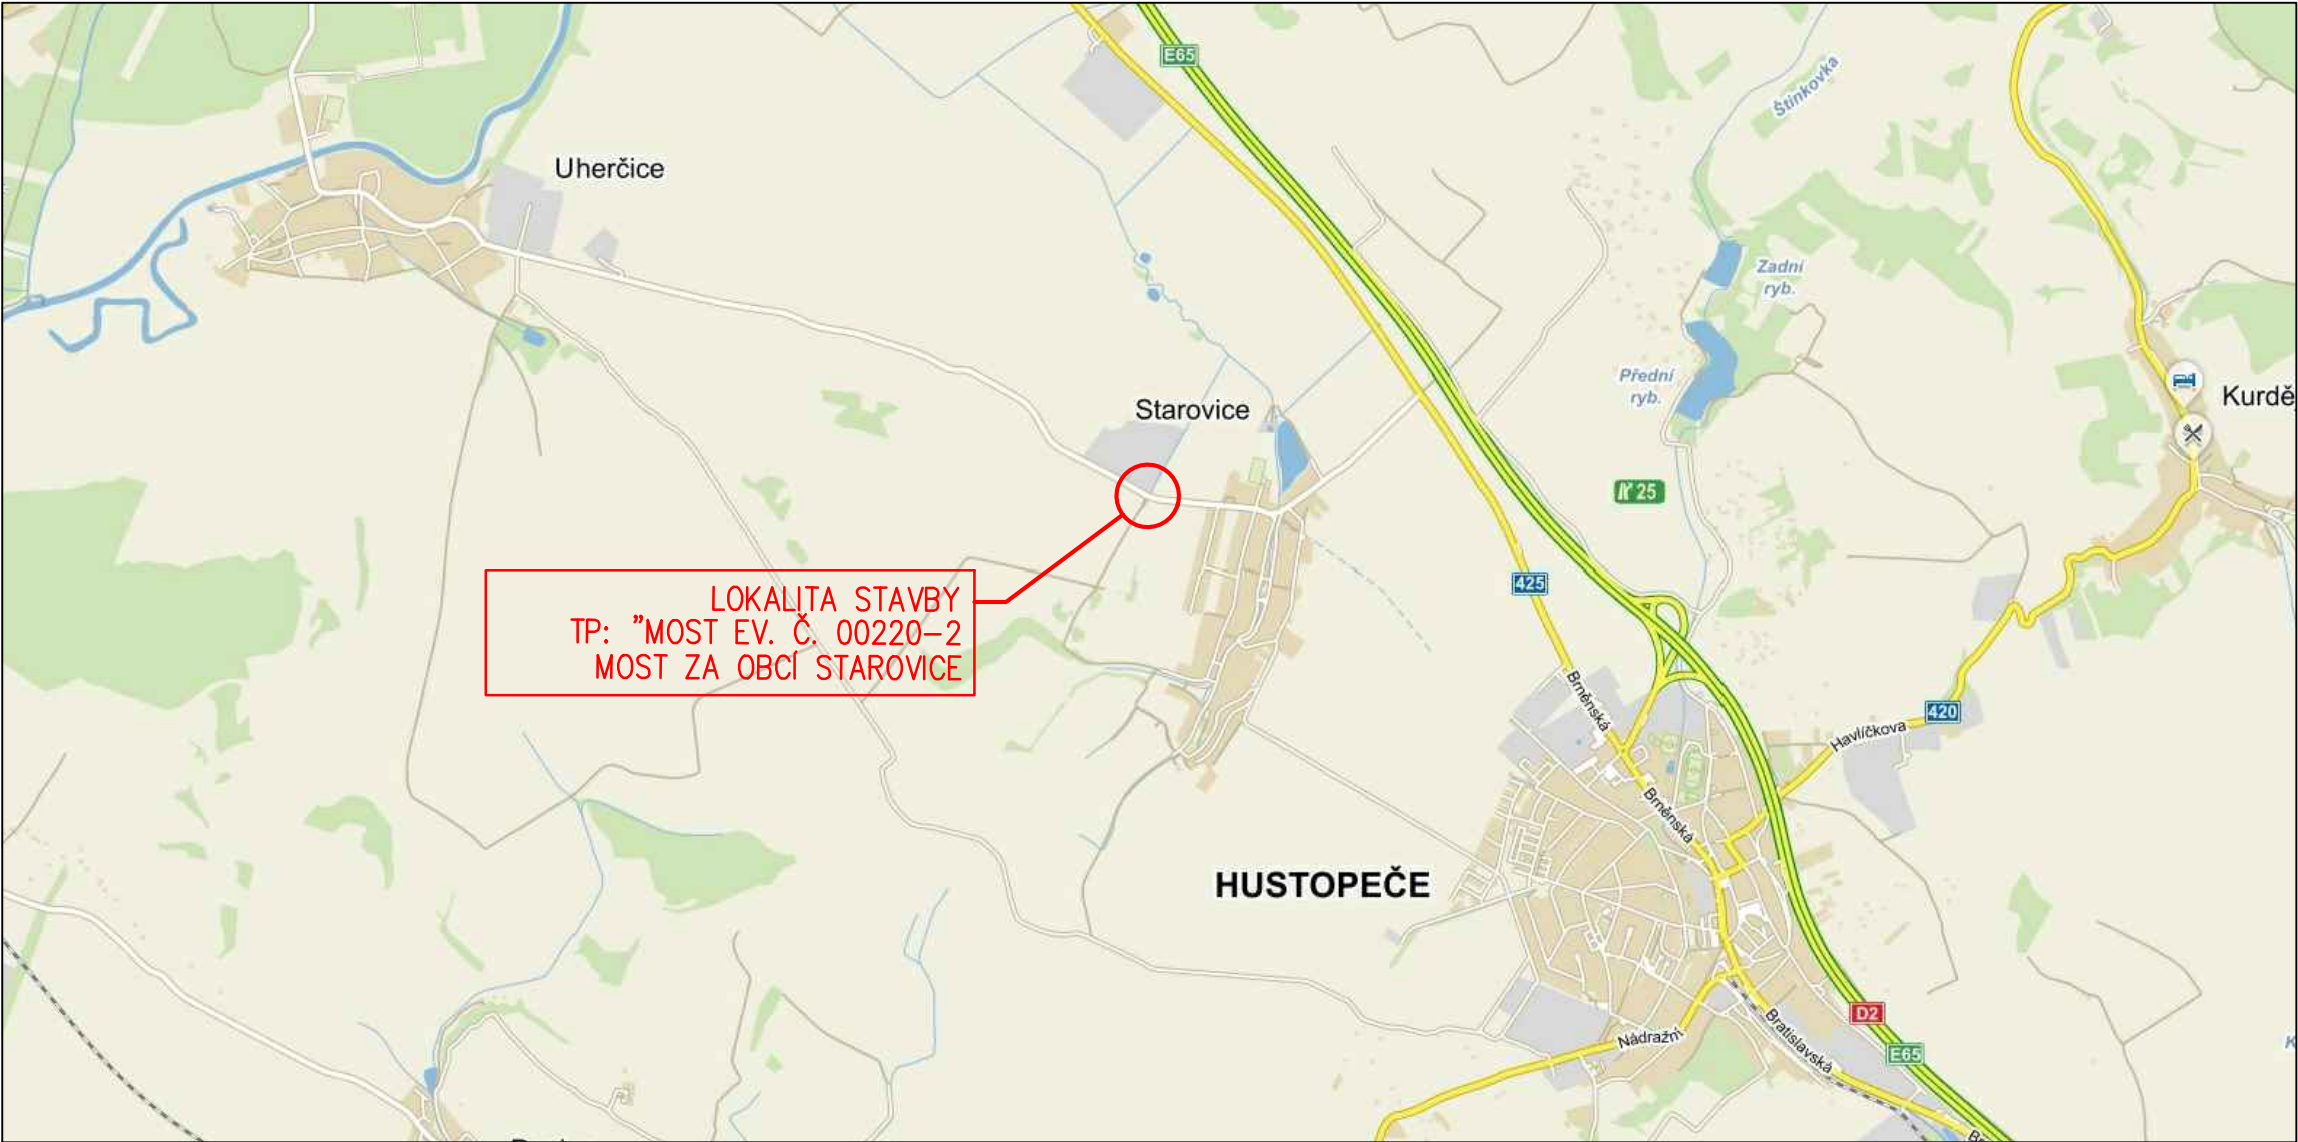 E65
Štinkovka
Uherčice
Zadní
ryb.
Přední
ryb.
Kurdě
Starovice
25
425
LOKALITA STAVBY
TP: "MOST EV. Č. 00220-2
MOST ZA OBCÍ STAROVICE
Brněnská
420
Havlíčkova
Brněnská
HUSTOPEČE
D2
Nádražní
Bratislavská
E65
K